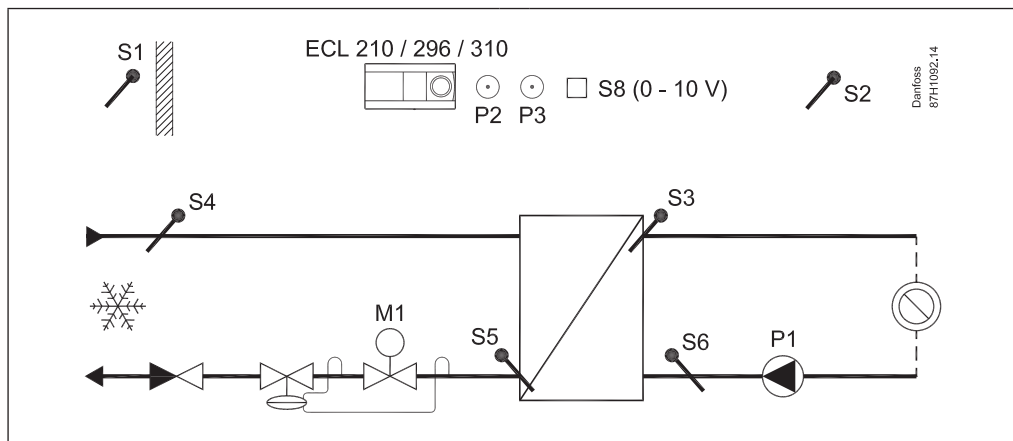 S1
ECL 210 / 296 / 310
P2
P3
S8 (0 - 10 V)
S2
Danfoss
87H1092.14
S4
S3
M1
S5
S6
P1